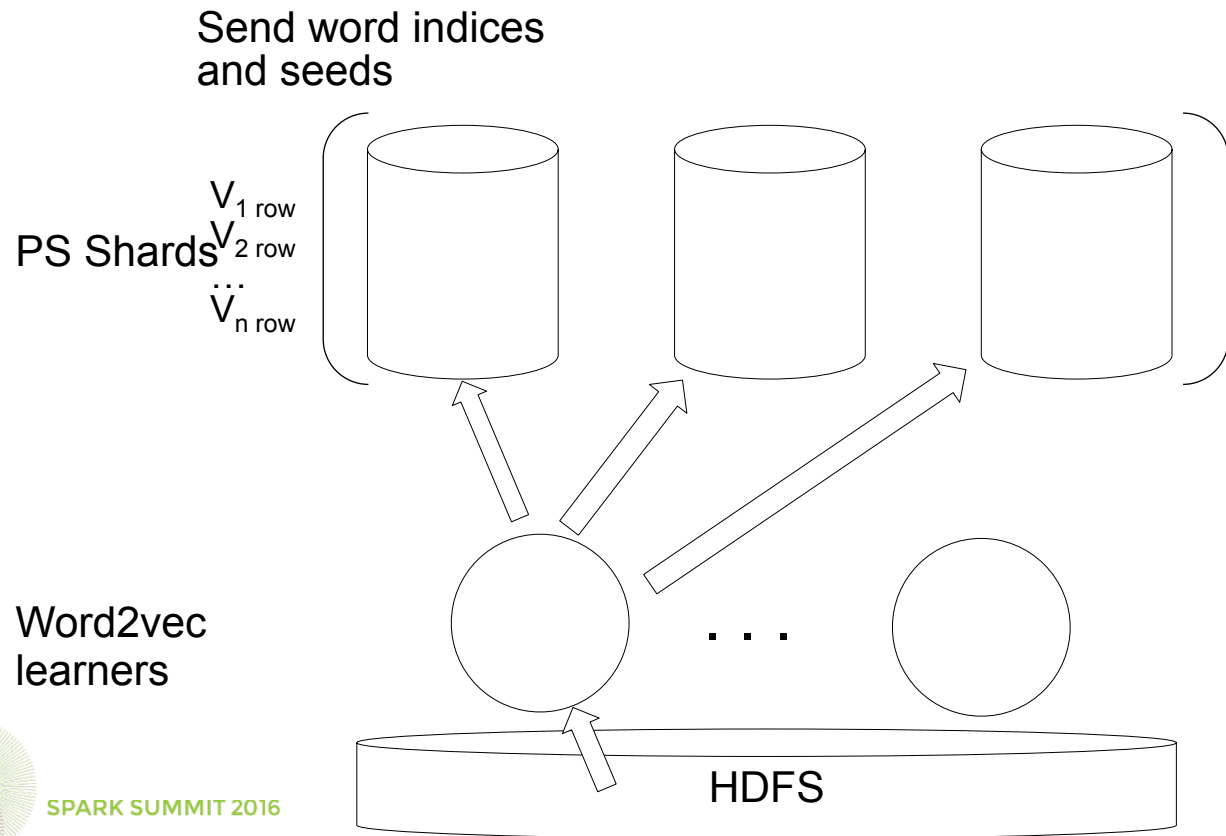 Send word indices
and seeds
V1 row
PS Shards
V2 row
...
Vn row
Word2vec
learners
. . .
HDFS
SPARK SUMMIT 2016